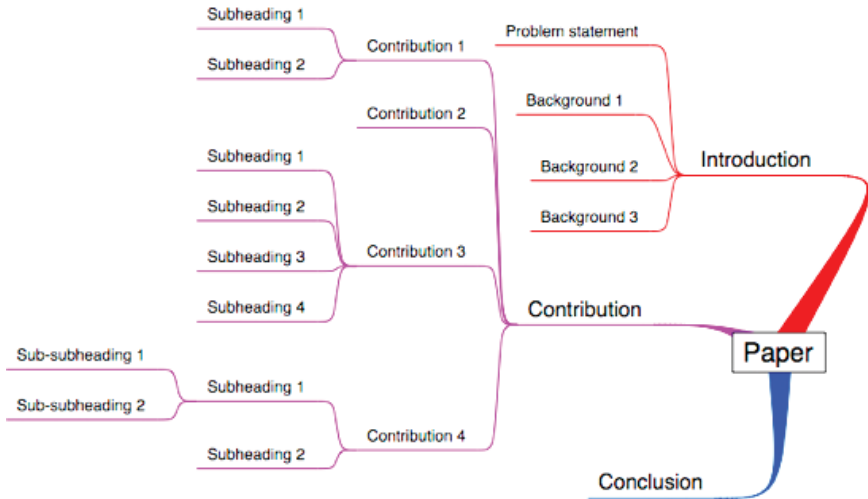 Subheading 1
Contribution 1
Problem statement
Subheading 2
Background 1
Contribution 2
Subheading 1
Introduction
Background 2
Subheading 2
Background 3
Contribution 3
Subheading 3
Subheading 4
Contribution
Paper
Sub-subheading 1
Subheading 1
Sub-subheading 2
Contribution 4
Subheading 2
Conclusion